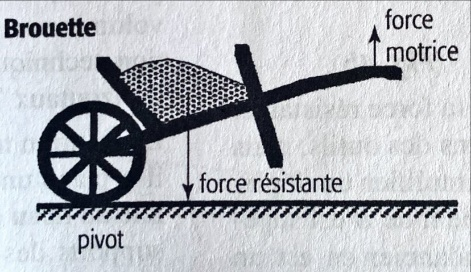 Brouette
force
motrice
force résistante
pivot